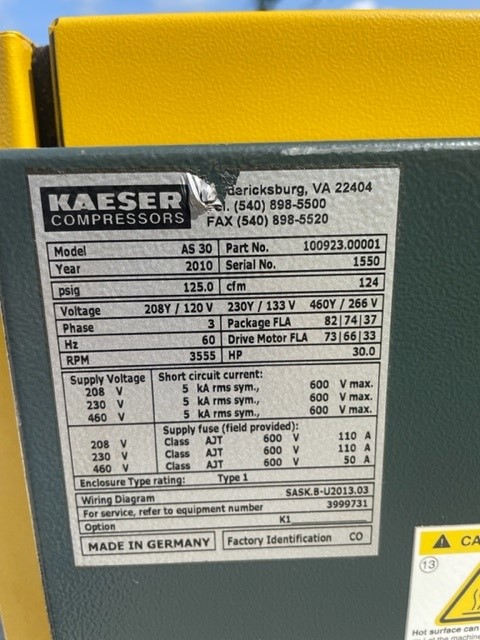 KAESER
COMPRESSORS
dericksburg, VA 22404
(540) 898-5500
FAX (540) 898-5520
Model AS 30 Part No. 100923.00001
Year 2010 Serial No. 1550
psig 125.0 cfm 124
Voltage 208Y / 120 V 230Y / 133 V 460Y / 266 V
Phase 3 Package FLA 82|74|37
Hz 60 Drive Motor FLA 73|66|33
RPM 3555 HP 30.0
Supply Voltage Short circuit current:
208 V 5 kA rms sym., 600 V max.
230 V 5 kA rms sym., 600 V max.
460 V 5 kA rms sym., 600 V max.
Supply fuse (field provided):
208 V Class AJT 600 V 110 A
230 V Class AJT 600 V 110 A
460 V Class AJT 600 V 50 A
Enclosure Type rating: Type 1
Wiring Diagram SASK.B-U2013.03
For service, refer to equipment number 3999731
Option K1
MADE IN GERMANY Factory Identification CO
CA
13
Hot surface can